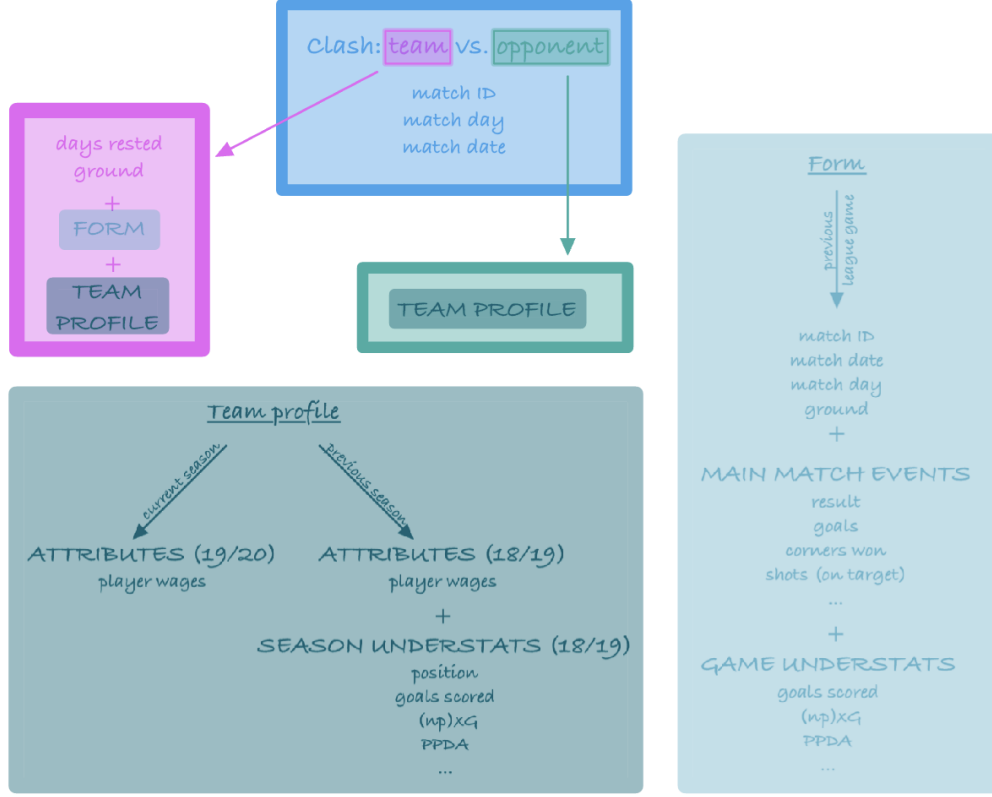 Clash: team vs. opponent
match ID
match day
match date
days rested
ground
+
FORM
+
TEAM
PROFILE
TEAM PROFILE
Form
previous
league game
match ID
match date
match day
ground
+
MAIN MATCH EVENTS
result
goals
corners won
shots (on target)
...
+
GAME UNDERSTATS
goals scored
(np)xG
PPDA
...
Team profile
current season
previous season
ATTRIBUTES (19/20)
player wages
ATTRIBUTES (18/19)
player wages
+
SEASON UNDERSTATS (18/19)
position
goals scored
(np)xG
PPDA
...